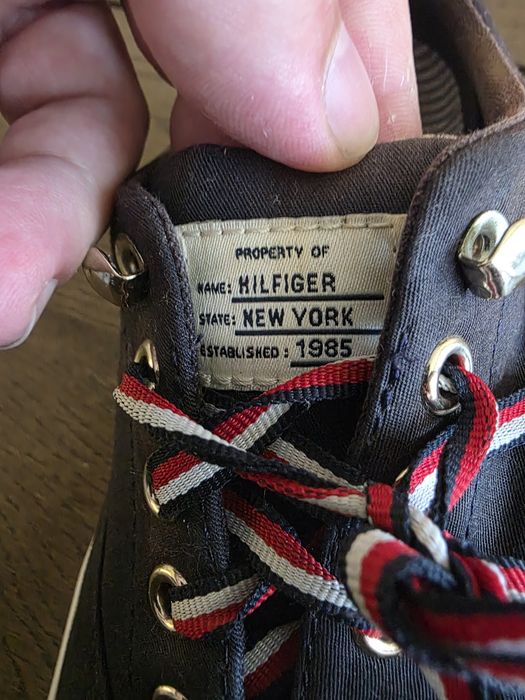 PROPERTY OF
NAME: HILFIGER
STATE: NEW YORK
ESTABLISHED: 1985